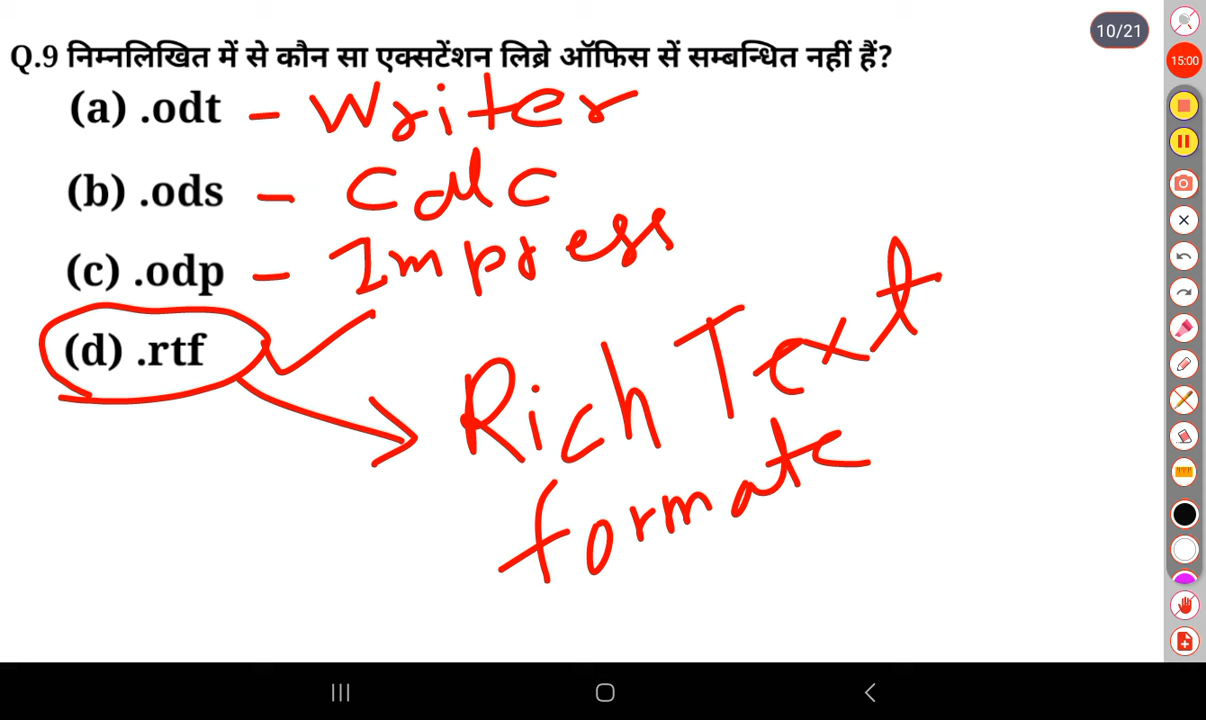 10/21
15:00
Q.9 निम्नलिखित में से कौन सा एक्सटेंशन लिब्रे ऑफिस सें सम्बन्धित नहीं हैं?
(a) .odt - Writer
(b) .ods - Calc
(c) .odp - Impress
(d) .rtf
Rich Text
formate